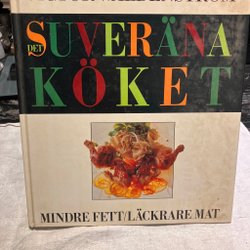 DET
SUVERÄNA
KÖKET
MINDRE FETT/LÄCKRARE MAT